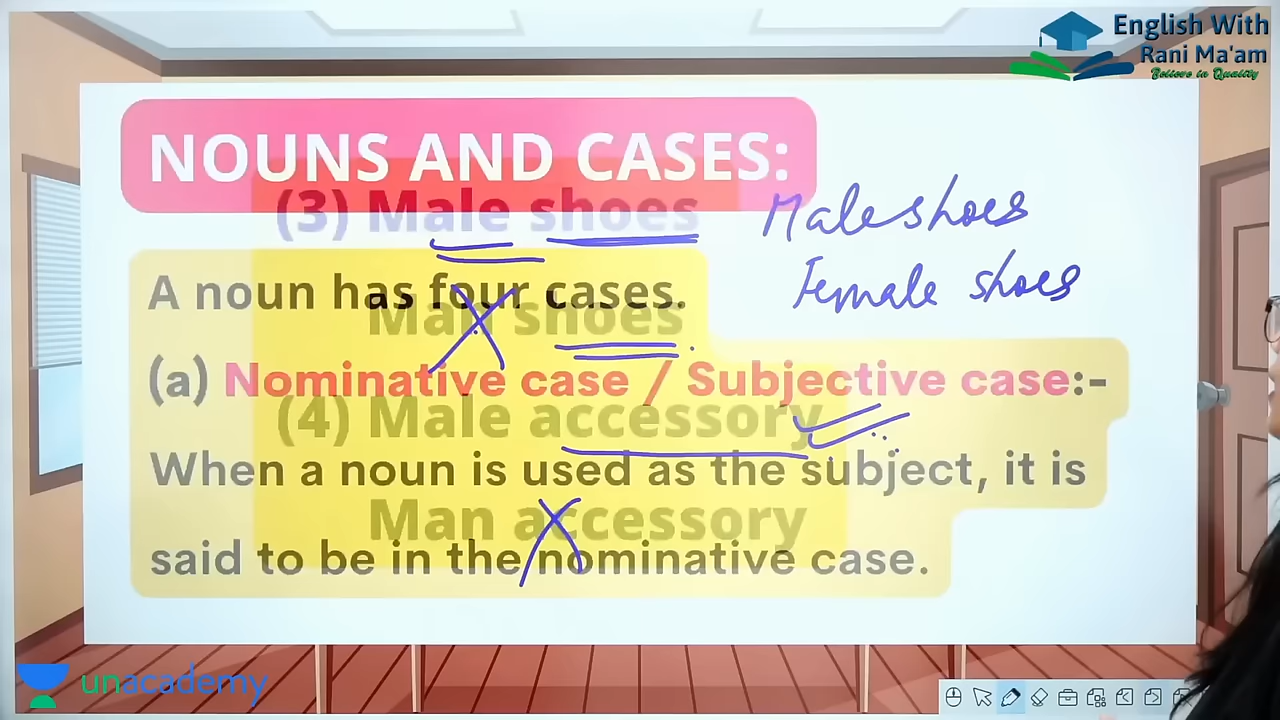 English With
Rani Ma'am
Believe in Quality
NOUNS AND CASES:
(3) Male shoes
Male shoes
Female shoes
A noun has four cases.
Man shoes
(a) Nominative case / Subjective case:-
(4) Male accessory
When a noun is used as the subject, it is
Man accessory
said to be in the nominative case.
unacademy